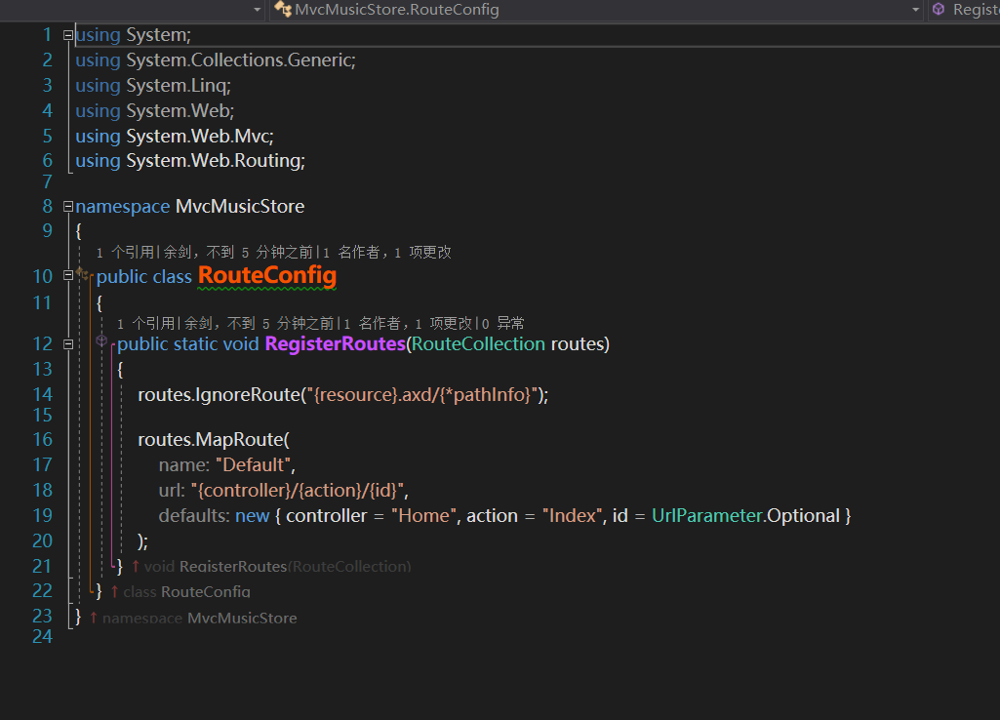 MvcMusicStore.RouteConfig Regist
1 using System;
2 using System.Collections.Generic;
3 using System.Linq;
4 using System.Web;
5 using System.Web.Mvc;
6 using System.Web.Routing;
7
8 namespace MvcMusicStore
9 {
1 个引用|余剑，不到 5 分钟之前|1 名作者，1 项更改
10 public class RouteConfig
11 {
1 个引用|余剑，不到 5 分钟之前|1 名作者，1 项更改|0 异常
12 public static void RegisterRoutes(RouteCollection routes)
13 {
14 routes.IgnoreRoute("{resource}.axd/{*pathInfo}");
15
16 routes.MapRoute(
17 name: "Default",
18 url: "{controller}/{action}/{id}",
19 defaults: new { controller = "Home", action = "Index", id = UrlParameter.Optional }
20 );
21 } ↑ void RegisterRoutes(RouteCollection)
22 } ↑ class RouteConfig
23 } ↑ namespace MvcMusicStore
24